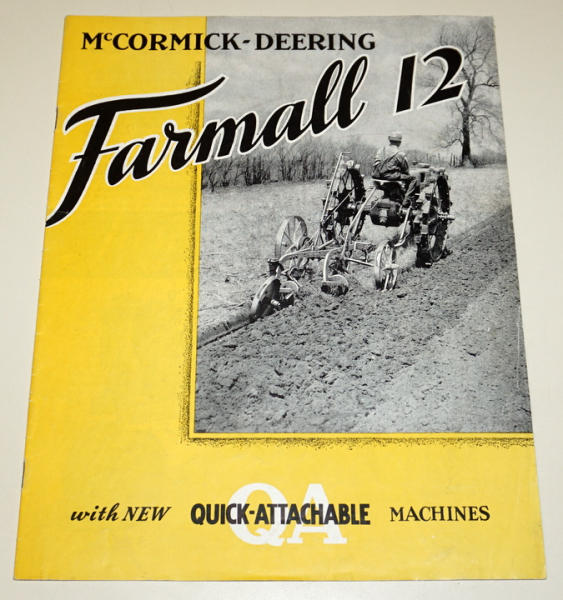 McCORMICK-DEERING
Farmall 12
with NEW QUICK-ATTACHABLE MACHINES
QA